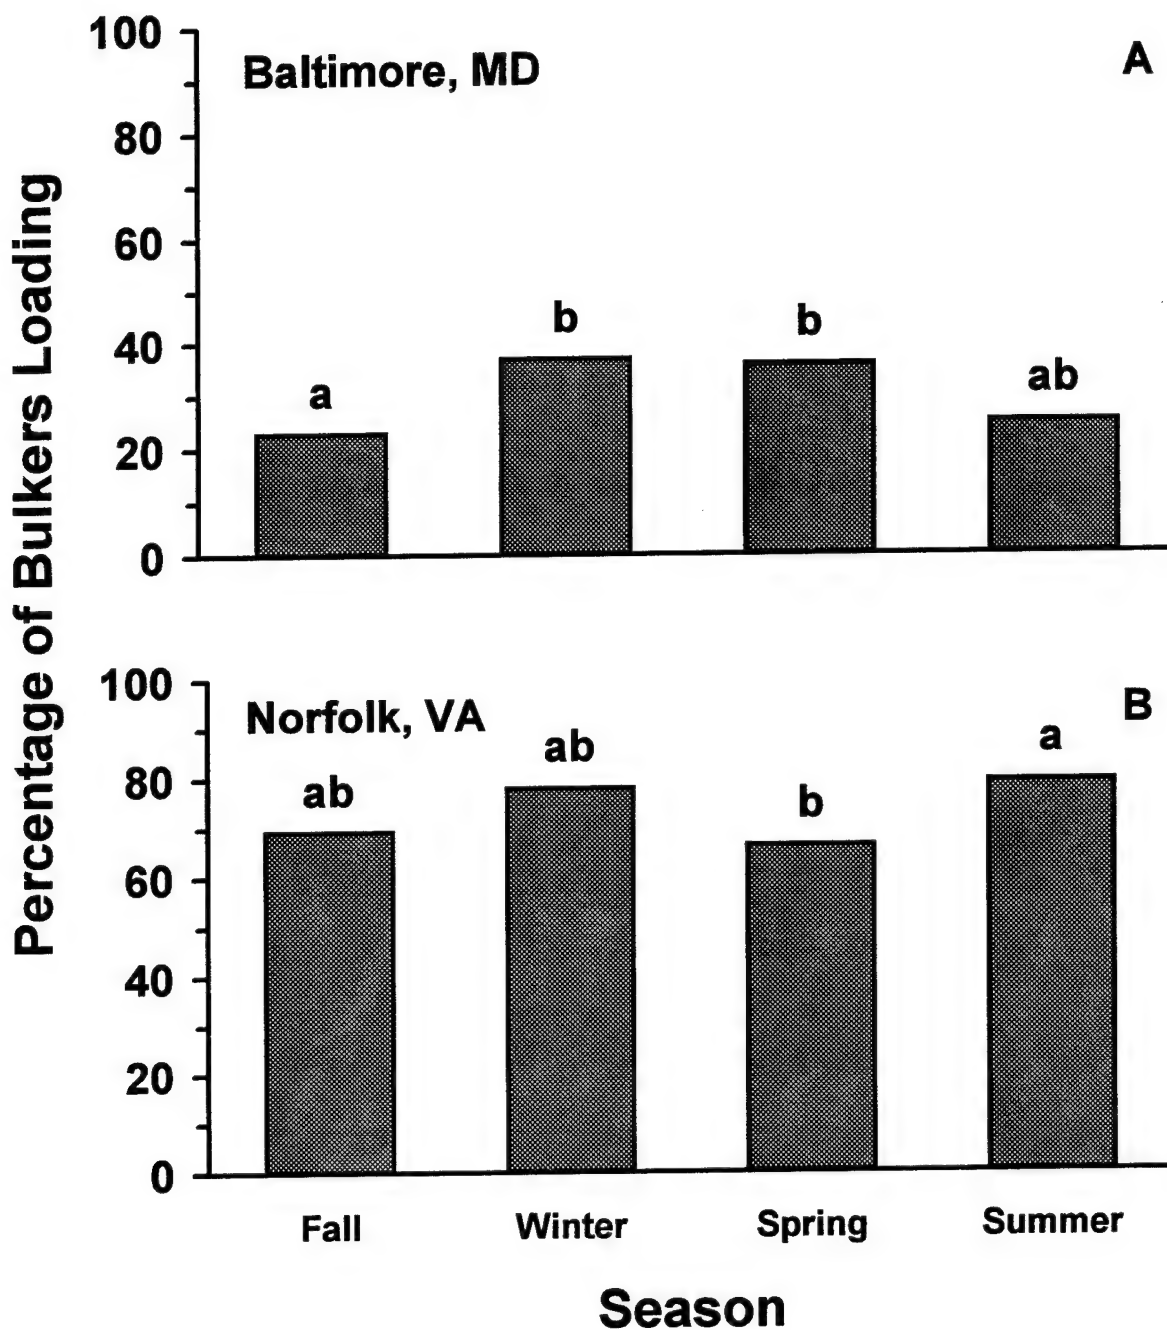 Percentage of Bulkers Loading
Baltimore, MD
A
100
80
60
40
20
0
a
b
b
ab
Norfolk, VA
B
100
80
60
40
20
0
ab
ab
b
a
Fall Winter Spring Summer
Season